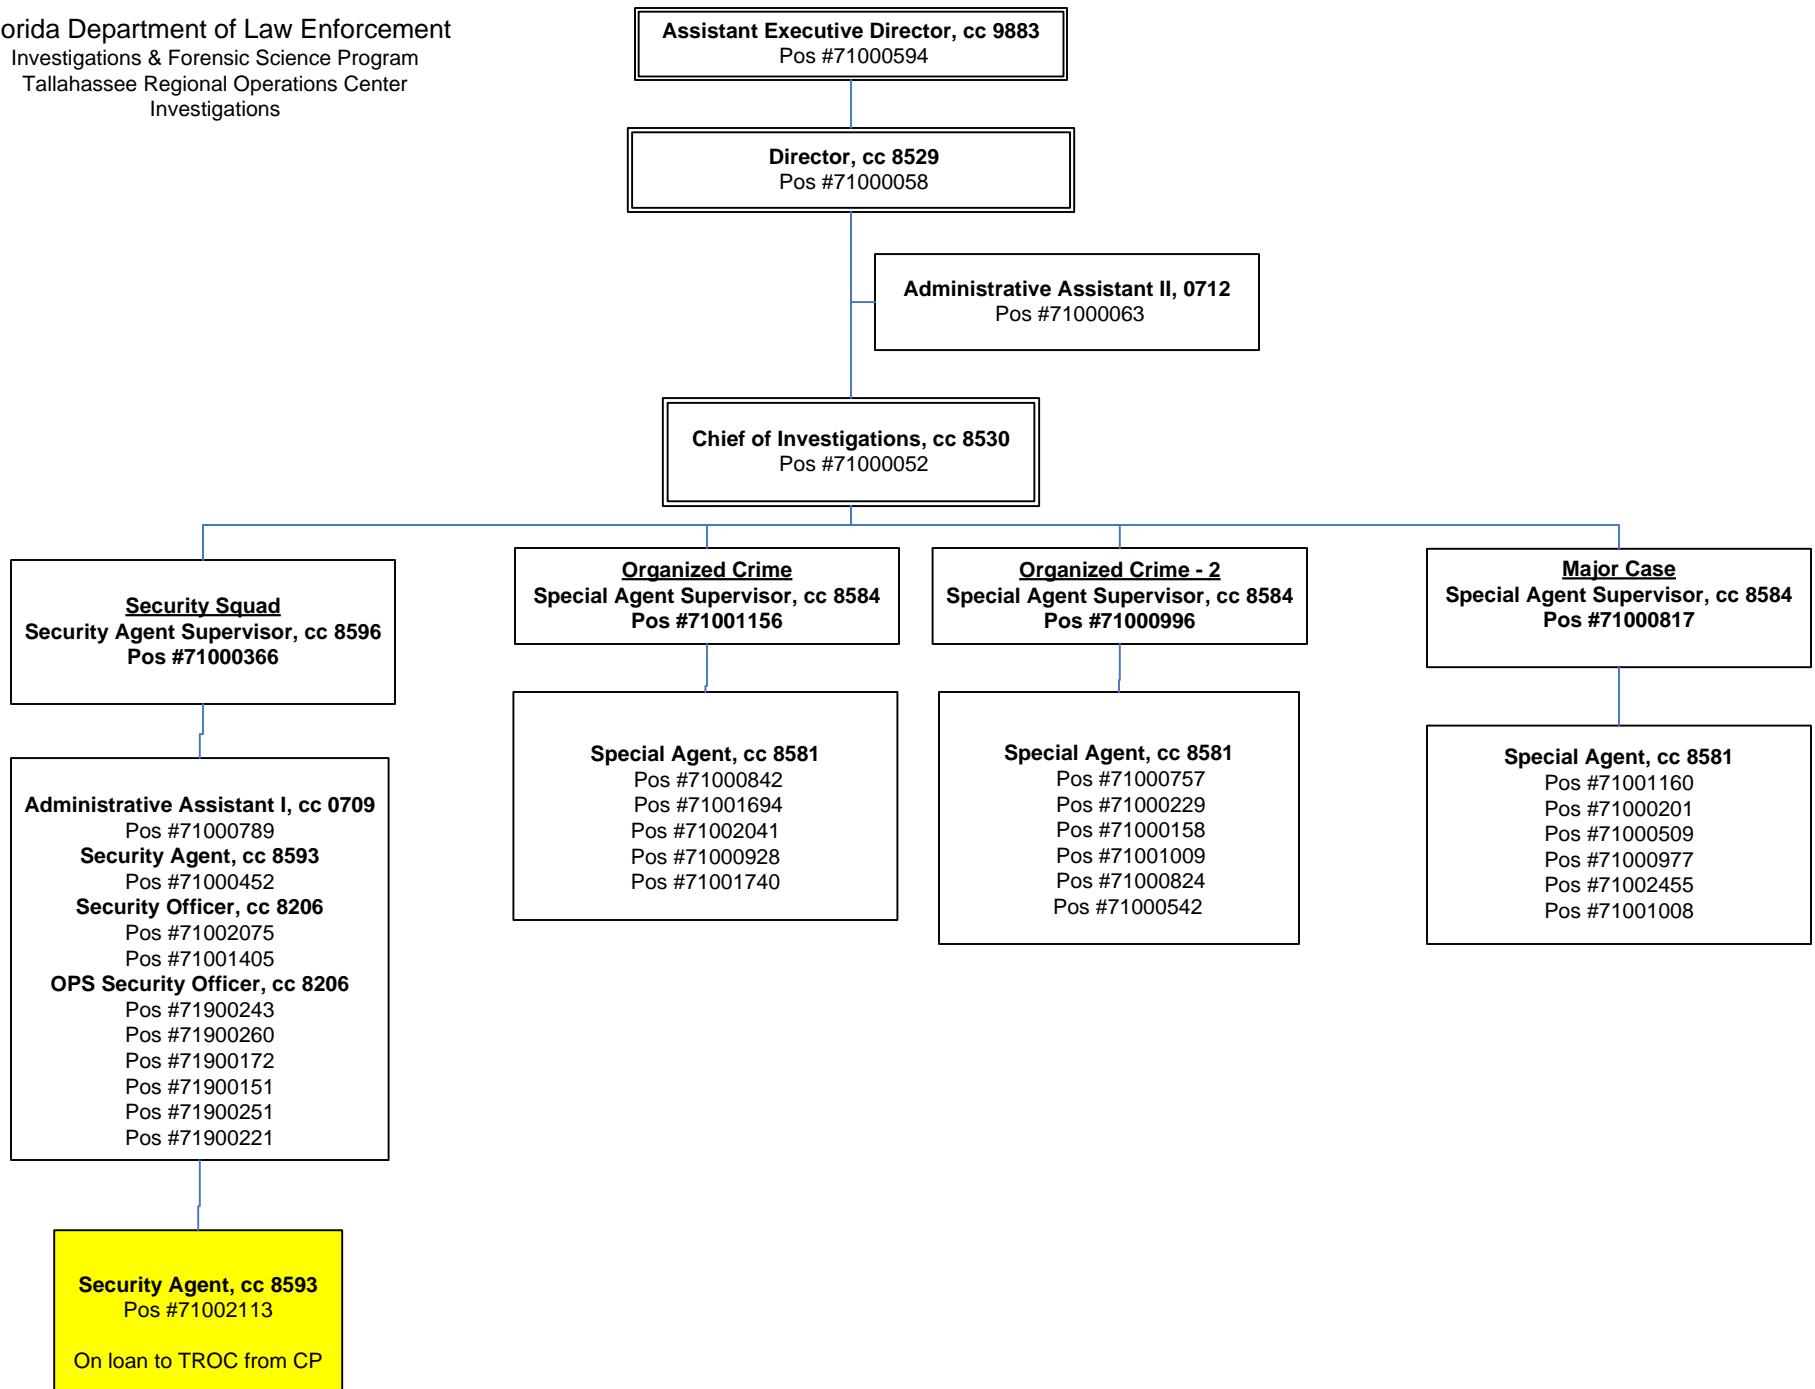 orida Department of Law Enforcement
Investigations & Forensic Science Program
Tallahassee Regional Operations Center
Investigations
Assistant Executive Director, cc 9883
Pos #71000594
Director, cc 8529
Pos #71000058
Administrative Assistant II, 0712
Pos #71000063
Chief of Investigations, cc 8530
Pos #71000052
Security Squad
Security Agent Supervisor, cc 8596
Pos #71000366
Organized Crime
Special Agent Supervisor, cc 8584
Pos #71001156
Organized Crime - 2
Special Agent Supervisor, cc 8584
Pos #71000996
Major Case
Special Agent Supervisor, cc 8584
Pos #71000817
Administrative Assistant I, cc 0709
Pos #71000789
Security Agent, cc 8593
Pos #71000452
Security Officer, cc 8206
Pos #71002075
Pos #71001405
OPS Security Officer, cc 8206
Pos #71900243
Pos #71900260
Pos #71900172
Pos #71900151
Pos #71900251
Pos #71900221
Special Agent, cc 8581
Pos #71000842
Pos #71001694
Pos #71002041
Pos #71000928
Pos #71001740
Special Agent, cc 8581
Pos #71000757
Pos #71000229
Pos #71000158
Pos #71001009
Pos #71000824
Pos #71000542
Special Agent, cc 8581
Pos #71001160
Pos #71000201
Pos #71000509
Pos #71000977
Pos #71002455
Pos #71001008
Security Agent, cc 8593
Pos #71002113
On loan to TROC from CP